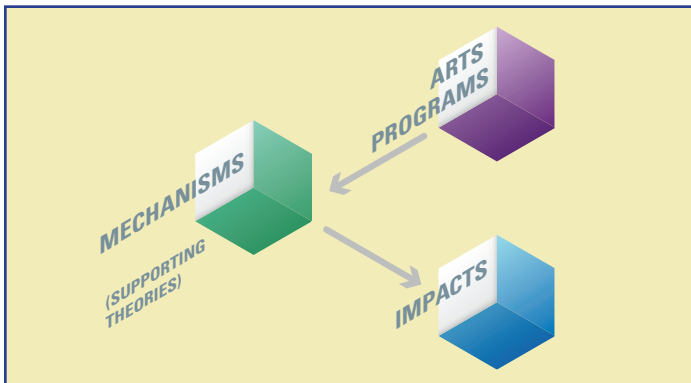 ARTS
PROGRAMS
MECHANISMS
(SUPPORTING
THEORIES)
IMPACTS